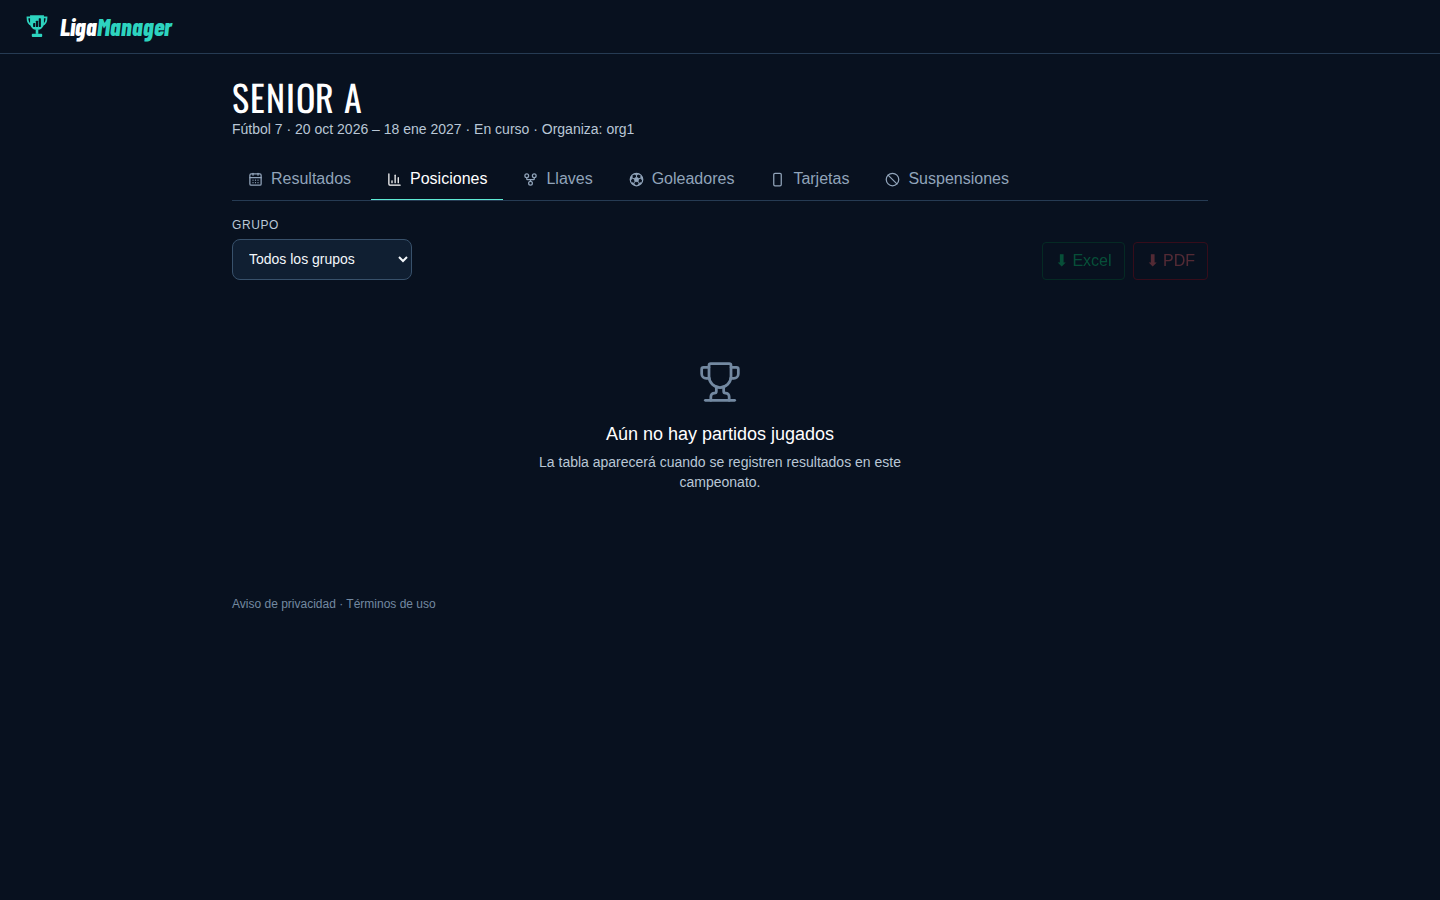 LigaManager
SENIOR A
Fútbol 7 · 20 oct 2026 – 18 ene 2027 · En curso · Organiza: org1
Resultados Posiciones Llaves Goleadores Tarjetas Suspensiones
GRUPO
Todos los grupos
⬇ Excel ⬇ PDF
Aún no hay partidos jugados
La tabla aparecerá cuando se registren resultados en este
campeonato.
Aviso de privacidad · Términos de uso